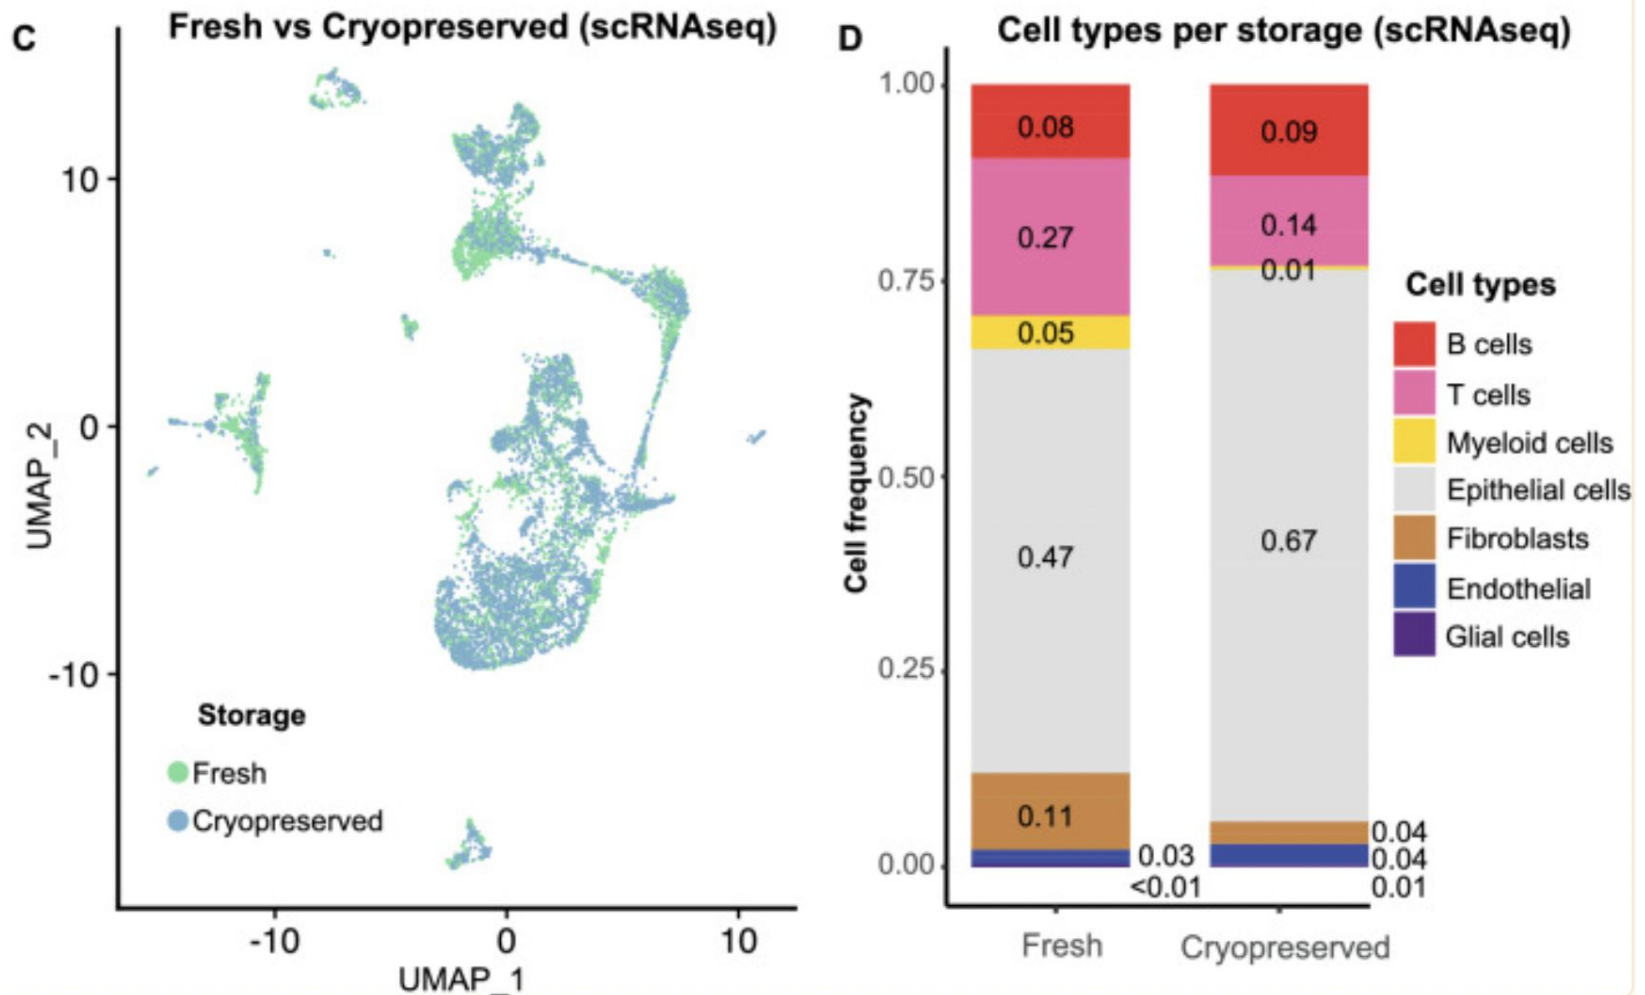 C
Fresh vs Cryopreserved (scRNAseq)
10
0
-10
UMAP_2
Storage
Fresh
Cryopreserved
-10
0
10
UMAP_1
D
Cell types per storage (scRNAseq)
1.00
0.75
0.50
0.25
0.00
Cell frequency
0.08
0.27
0.05
0.47
0.11
0.03
<0.01
0.09
0.14
0.01
0.67
0.04
0.04
0.01
Fresh
Cryopreserved
Cell types
B cells
T cells
Myeloid cells
Epithelial cells
Fibroblasts
Endothelial
Glial cells